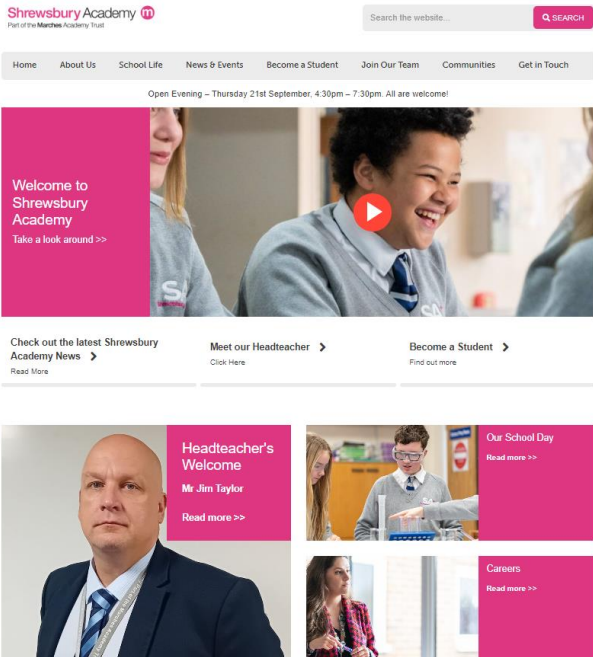 Shrewsbury Academy m
Part of the Marches Academy Trust
Search the website...
SEARCH
Home About Us School Life News & Events Become a Student Join Our Team Communities Get in Touch
Open Evening – Thursday 21st September, 4:30pm – 7:30pm. All are welcome!
Welcome to
Shrewsbury
Academy
Take a look around >>
SA
SA
Check out the latest Shrewsbury
Academy News
Read More
Meet our Headteacher
Click Here
Become a Student
Find out more
Headteacher's
Welcome
Mr Jim Taylor
Read more >>
Our School Day
Read more >>
Careers
Read more >>